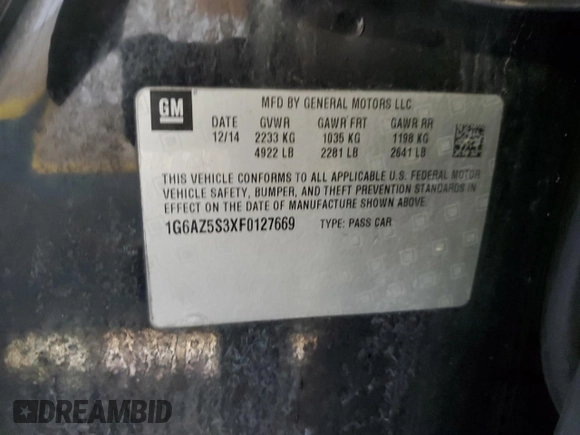 GM
MFD BY GENERAL MOTORS LLC
DATE GVWR GAWR FRT GAWR RR
12/14 2233 KG 1035 KG 1198 KG
4922 LB 2281 LB 2641 LB
THIS VEHICLE CONFORMS TO ALL APPLICABLE U.S. FEDERAL MOTOR
VEHICLE SAFETY, BUMPER, AND THEFT PREVENTION STANDARDS IN
EFFECT ON THE DATE OF MANUFACTURE SHOWN ABOVE.
1G6AZ5S3XF0127669 TYPE: PASS CAR
DREAMBID